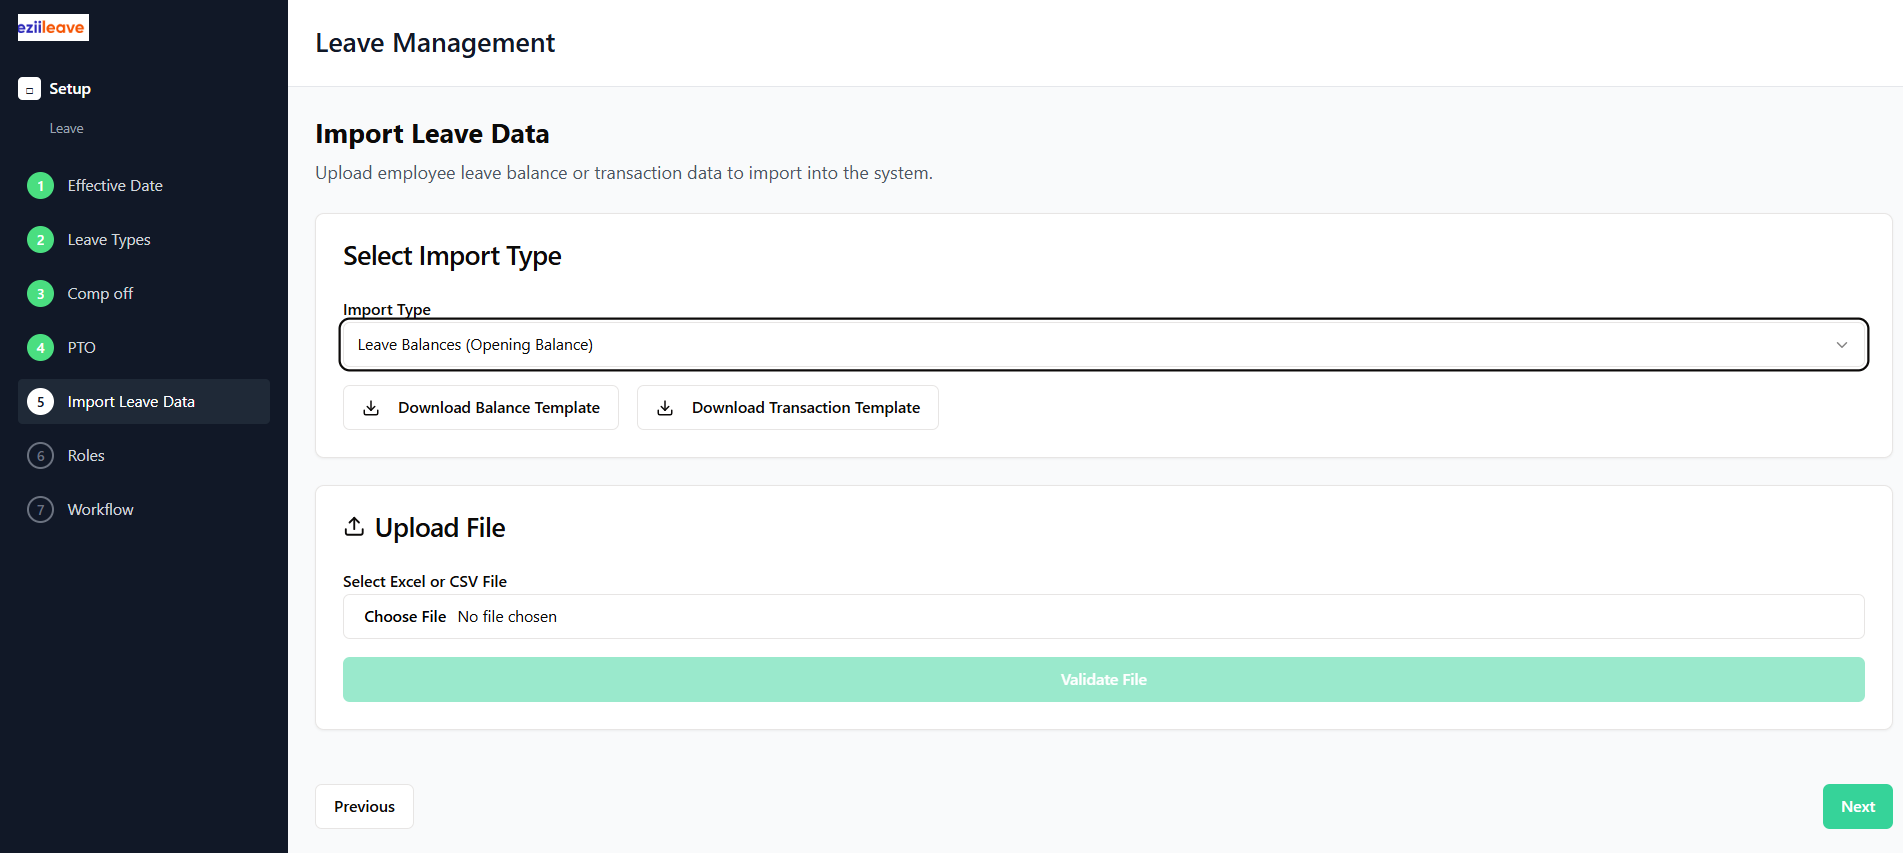 eziileave
Setup
Leave
1 Effective Date
2 Leave Types
3 Comp off
4 PTO
5 Import Leave Data
6 Roles
7 Workflow
Leave Management
Import Leave Data
Upload employee leave balance or transaction data to import into the system.
Select Import Type
Import Type
Leave Balances (Opening Balance)
Download Balance Template Download Transaction Template
Upload File
Select Excel or CSV File
Choose File No file chosen
Validate File
Previous Next